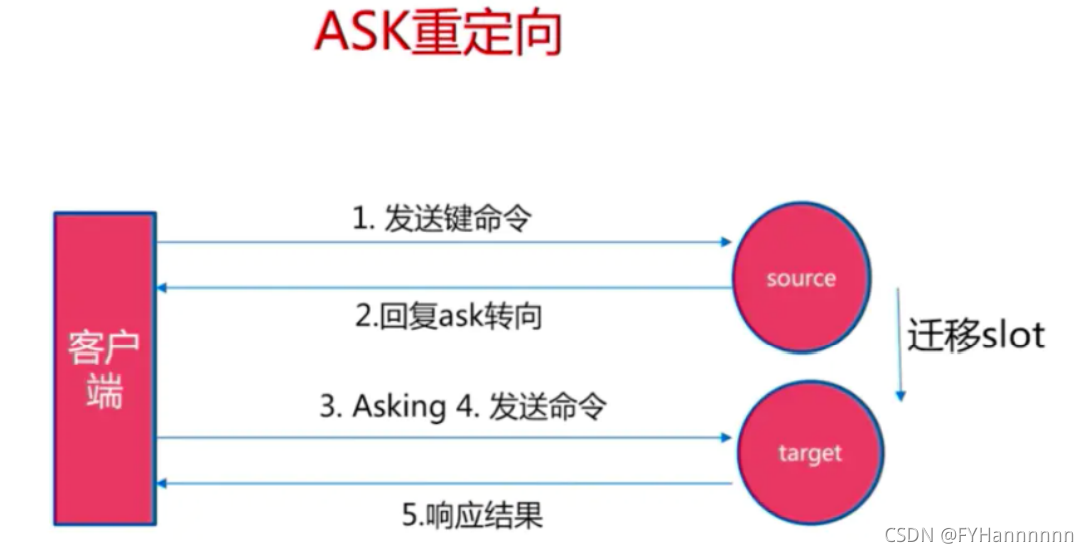 ASK重定向
1. 发送键命令
source
2.回复ask转向
客户
端
迁移slot
3. Asking 4. 发送命令
target
5.响应结果
CSDN @FYHannnnnn